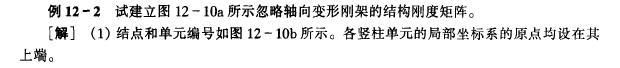 例 12-2 试建立图 12-10a 所示忽略轴向变形刚架的结构刚度矩阵。
[解] (1) 结点和单元编号如图 12-10b 所示。各竖柱单元的局部坐标系的原点均设在其
上端。